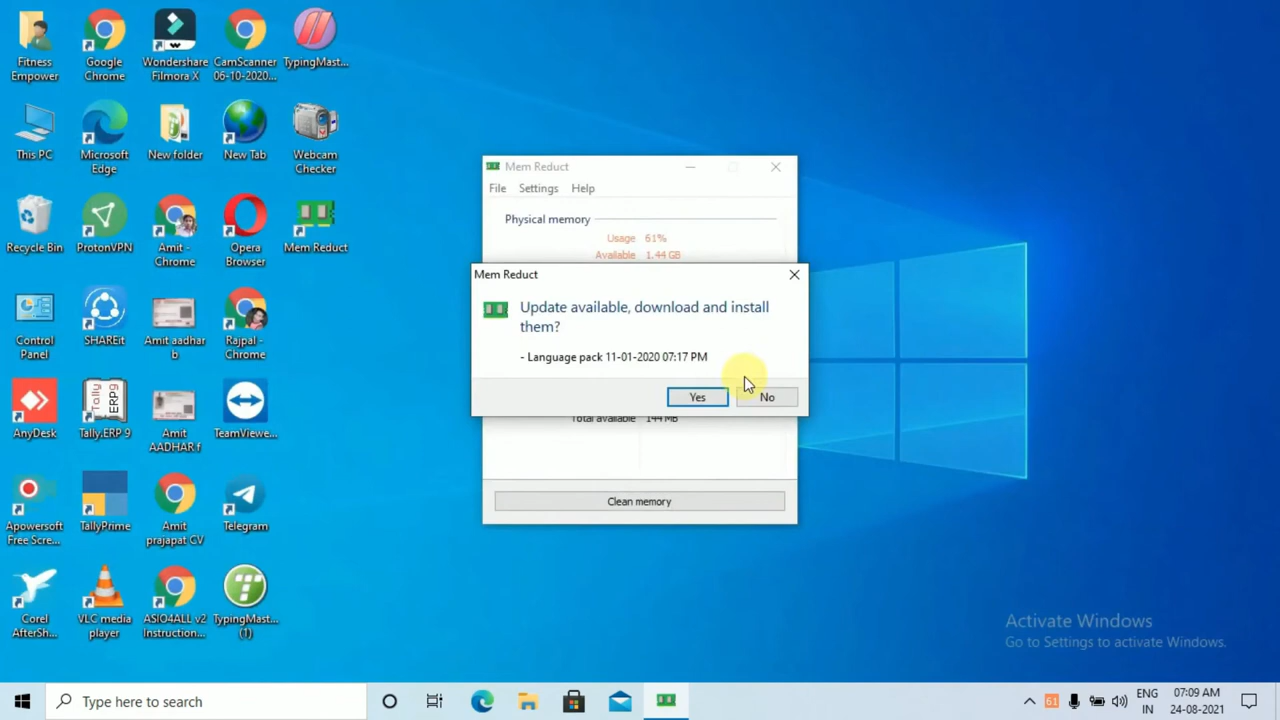 Fitness
Empower
Google
Chrome
Wondershare
Filmora X
CamScanner
06-10-2020...
TypingMast...
This PC
Microsoft
Edge
New folder
New Tab
Webcam
Checker
Recycle Bin
ProtonVPN
Amit -
Chrome
Opera
Browser
Mem Reduct
Control
Panel
SHAREit
Amit aadhar
b
Rajpal -
Chrome
AnyDesk
Tally.ERP 9
Amit
AADHAR f
TeamViewe...
Apowersoft
Free Scre...
TallyPrime
Amit
prajapat CV
Telegram
Corel
AfterSh...
VLC media
player
ASIO4ALL v2
Instruction...
TypingMast...
(1)
Tally
ERP9
Mem Reduct
File Settings Help
Physical memory
Usage 61%
Available 1.44 GB
Mem Reduct
Update available, download and install
them?
- Language pack 11-01-2020 07:17 PM
Yes No
Total available 144 MB
Clean memory
Activate Windows
Go to Settings to activate Windows.
Type here to search
61
ENG
IN
07:09 AM
24-08-2021